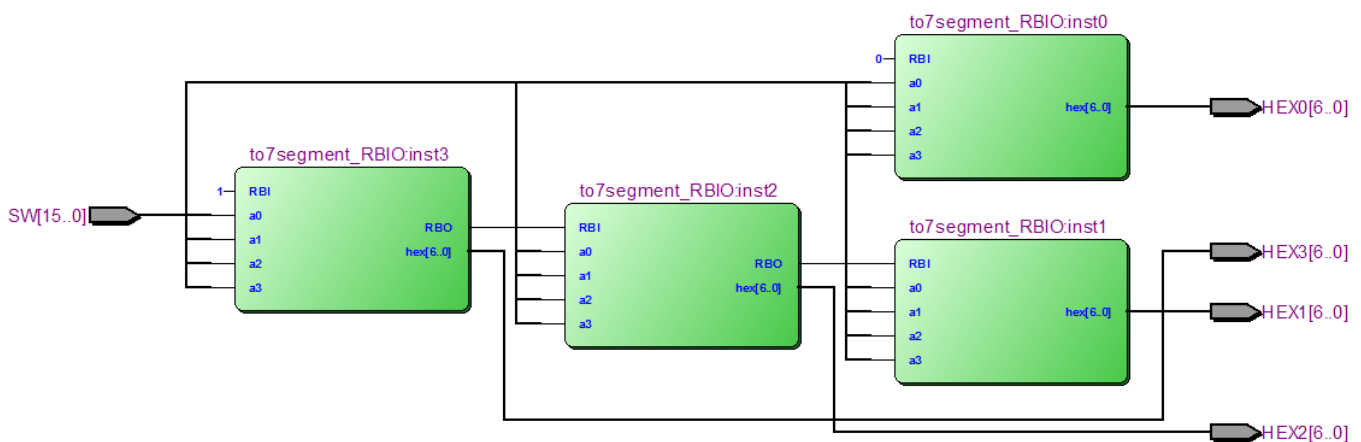 to7segment_RBIO:inst0
0 RBI
a0
a1
hex[6..0]
a2
a3
HEX0[6..0]
to7segment_RBIO:inst3
1 RBI
SW[15..0]
a0
a1
a2
a3
RBO
hex[6..0]
to7segment_RBIO:inst2
RBI
a0
a1
a2
a3
RBO
hex[6..0]
to7segment_RBIO:inst1
RBI
a0
a1
a2
a3
hex[6..0]
HEX3[6..0]
HEX1[6..0]
HEX2[6..0]